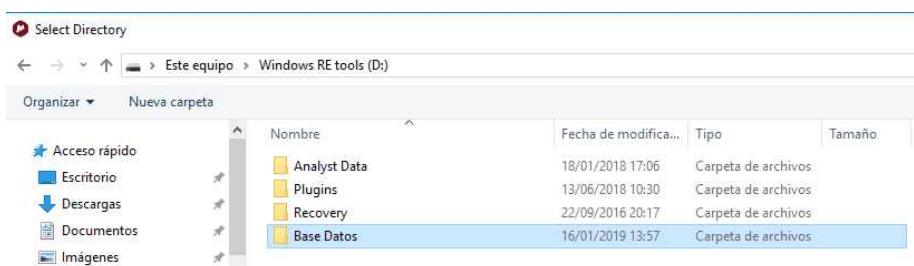 Select Directory
Este equipo > Windows RE tools (D:)
Organizar Nueva carpeta
Nombre Fecha de modifica... Tipo Tamaño
Acceso rápido
Escritorio
Descargas
Documentos
Imágenes
Analyst Data 18/01/2018 17:06 Carpeta de archivos
Plugins 13/06/2018 10:30 Carpeta de archivos
Recovery 22/09/2016 20:17 Carpeta de archivos
Base Datos 16/01/2019 13:57 Carpeta de archivos